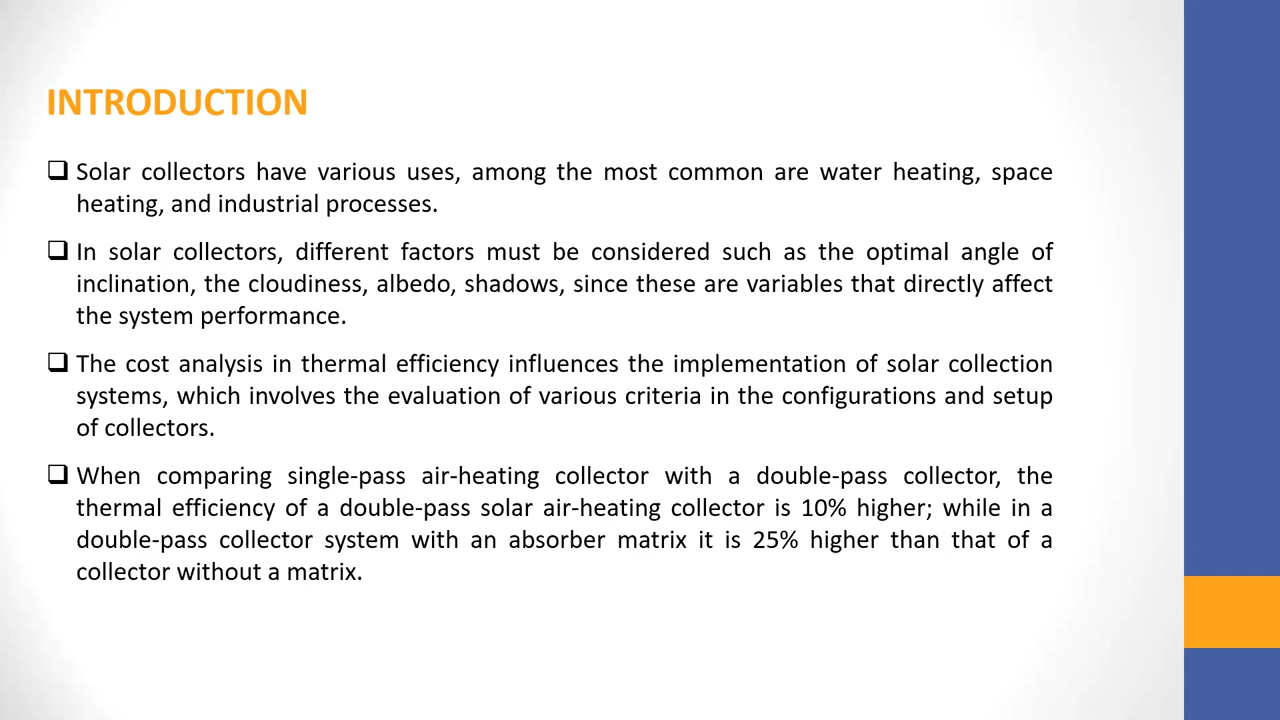 INTRODUCTION
❑ Solar collectors have various uses, among the most common are water heating, space
heating, and industrial processes.
❑ In solar collectors, different factors must be considered such as the optimal angle of
inclination, the cloudiness, albedo, shadows, since these are variables that directly affect
the system performance.
❑ The cost analysis in thermal efficiency influences the implementation of solar collection
systems, which involves the evaluation of various criteria in the configurations and setup
of collectors.
❑ When comparing single-pass air-heating collector with a double-pass collector, the
thermal efficiency of a double-pass solar air-heating collector is 10% higher; while in a
double-pass collector system with an absorber matrix it is 25% higher than that of a
collector without a matrix.